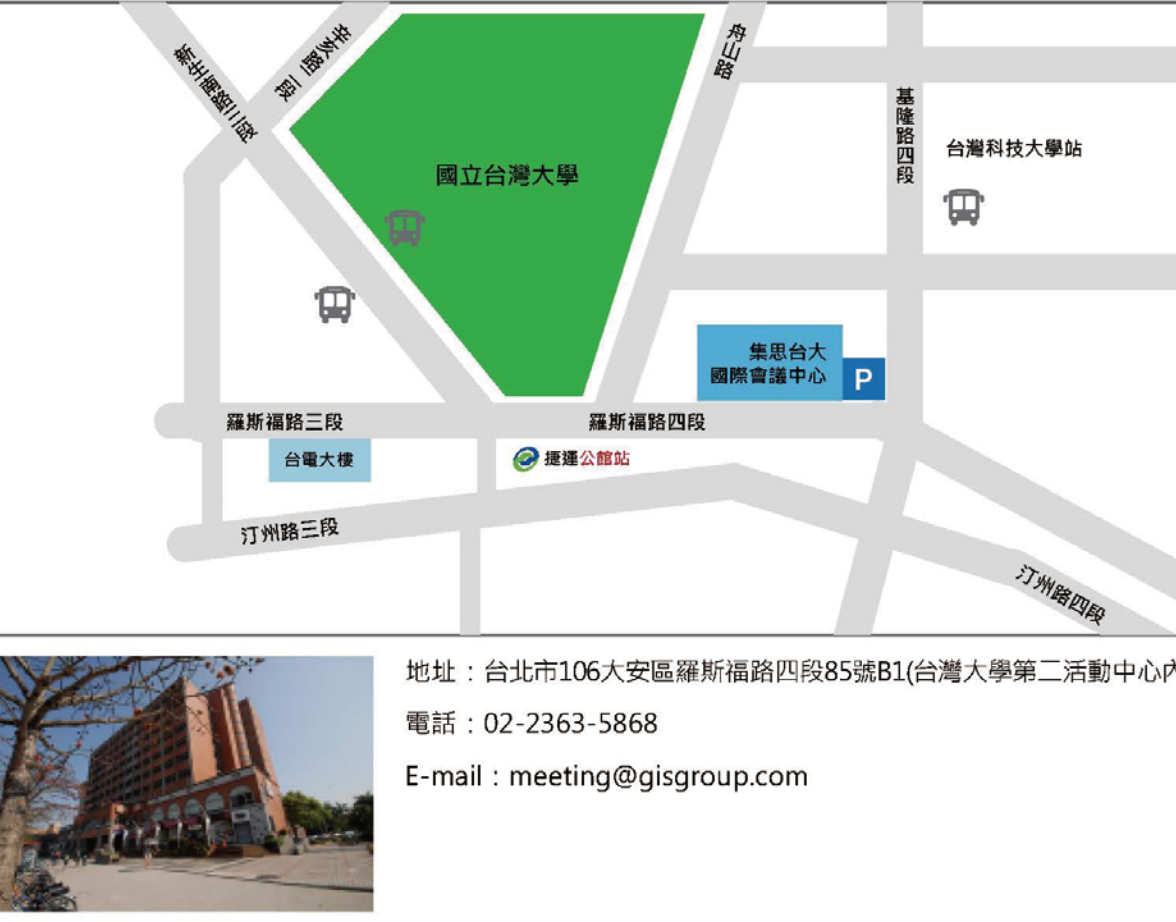 新生南路三段
辛亥路一段
舟山路
基隆路四段
國立台灣大學
台灣科技大學站
集思台大
國際會議中心
P
羅斯福路三段
羅斯福路四段
台電大樓
捷運公館站
汀州路三段
汀州路四段
地址：台北市106大安區羅斯福路四段85號B1(台灣大學第二活動中心內
電話：02-2363-5868
E-mail：meeting@gisgroup.com